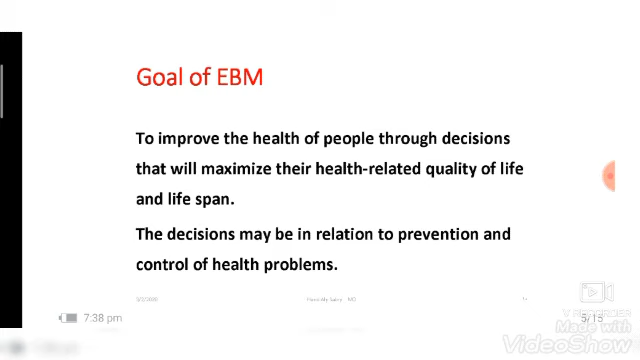 Goal of EBM
To improve the health of people through decisions
that will maximize their health-related quality of life
and life span.
The decisions may be in relation to prevention and
control of health problems.
7:38 pm
5/15
V RECORDER
Made with
VideoShow